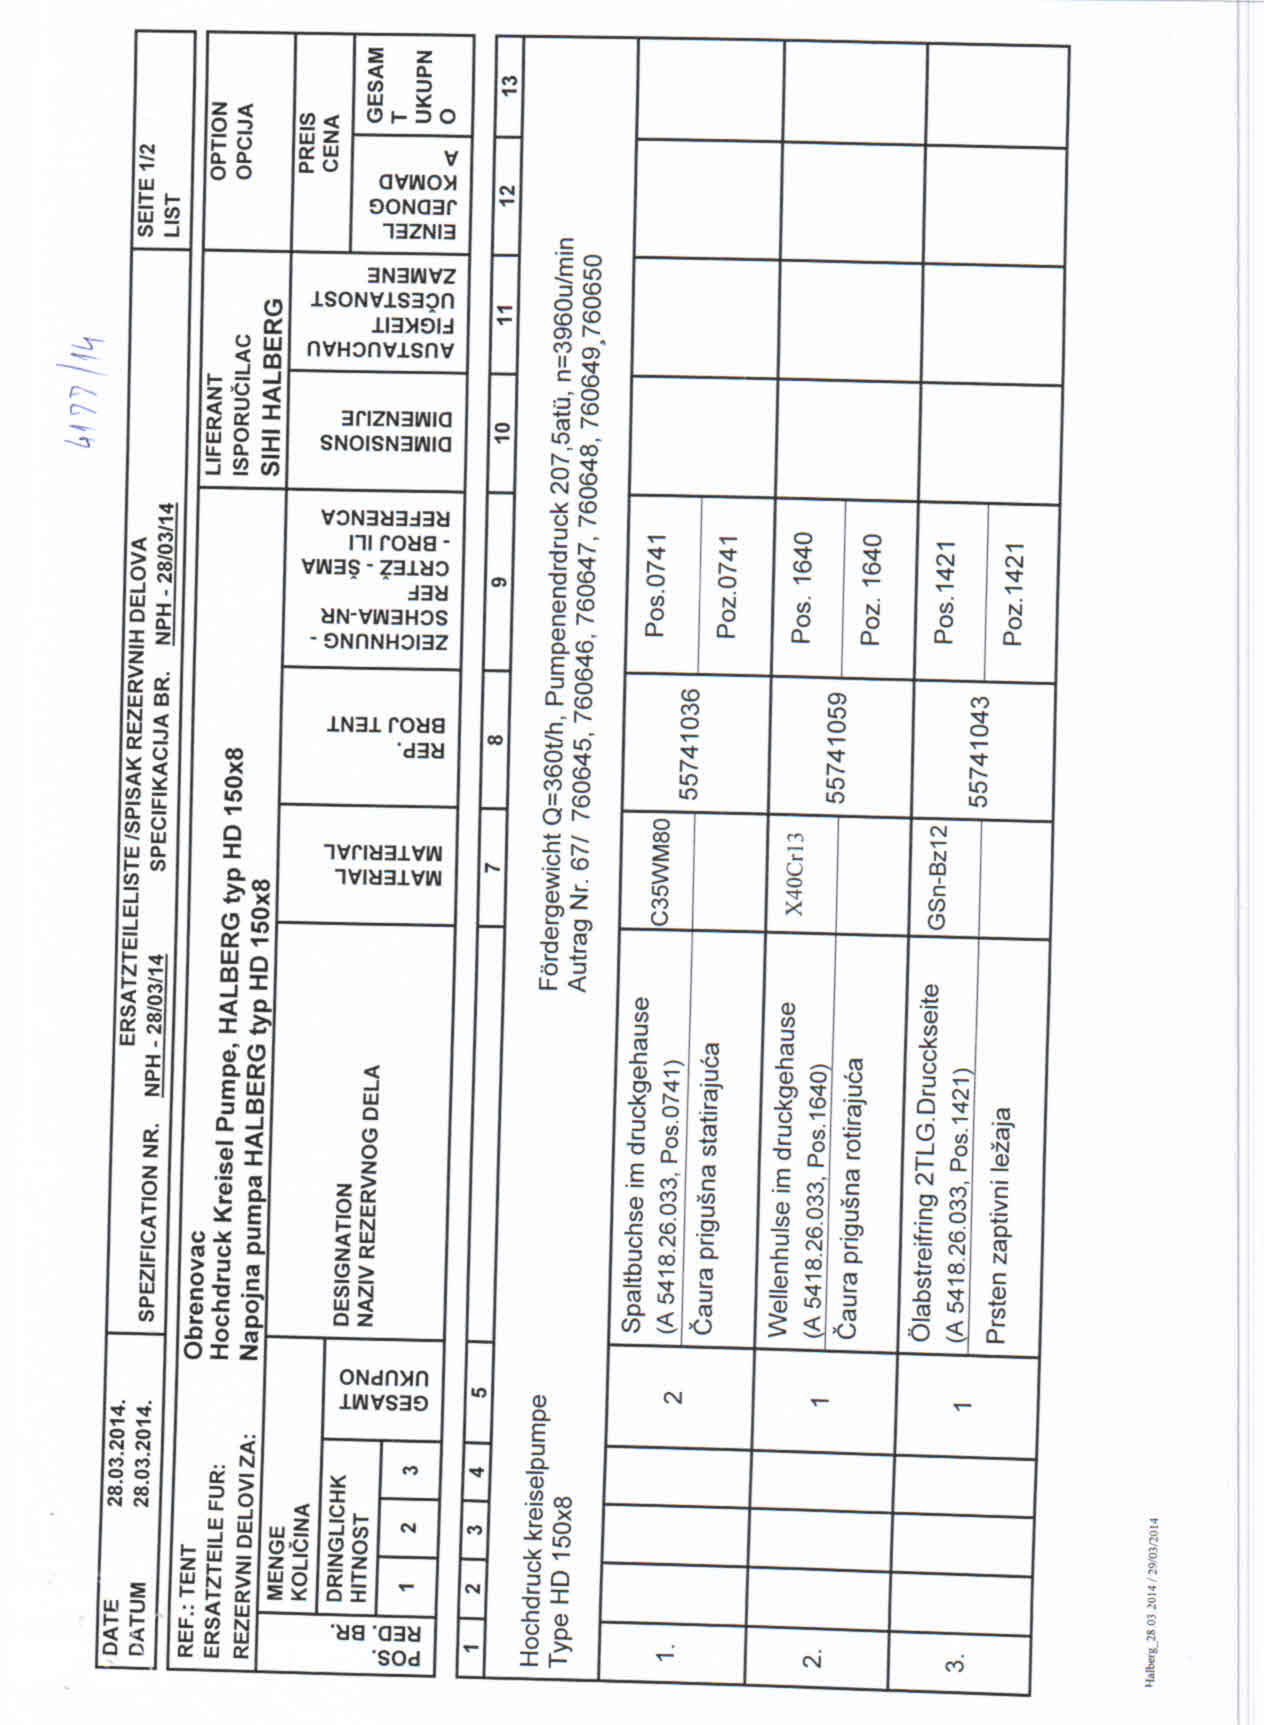 4177/14
DATE 28.03.2014.
DATUM 28.03.2014.
ERSATZTEILELISTE /SPISAK REZERVNIH DELOVA
SPEZIFICATION NR. NPH - 28/03/14 SPECIFIKACIJA BR. NPH - 28/03/14
SEITE 1/2
LIST
REF.: TENT Obrenovac
ERSATZTEILE FUR: Hochdruck Kreisel Pumpe, HALBERG typ HD 150x8
REZERVNI DELOVI ZA: Napojna pumpa HALBERG typ HD 150x8
LIFERANT
ISPORUČILAC
SIHI HALBERG
OPTION
OPCIJA
POS.
RED. BR.
MENGE
KOLIČINA
DRINGLICHK
HITNOST
1 2 3
GESAMT
UKUPNO
DESIGNATION
NAZIV REZERVNOG DELA
MATERIAL
MATERIJAL
REP.
BROJ TENT
ZEICHNUNG -
SCHEMA-NR
REF
CRTEŽ - ŠEMA
- BROJ ILI
REFERENCA
DIMENSIONS
DIMENZIJE
AUSTAUCHAU
FIGKEIT
UČESTANOST
ZAMENE
PREIS
CENA
EINZEL
JEDNOG
KOMAD
A
GESAM
T
UKUPN
O
1 2 3 4 5 7 8 9 10 11 12 13
Hochdruck kreiselpumpe
Type HD 150x8
Fördergewicht Q=360t/h, Pumpenendrdruck 207,5atü, n=3960u/min
Autrag Nr. 67/ 760645, 760646, 760647, 760648, 760649,760650
1. 2 Spaltbuchse im druckgehause
(A 5418.26.033, Pos.0741) C35WM80 55741036 Pos.0741
Čaura prigušna statirajuća Poz.0741
2. 1 Wellenhulse im druckgehause
(A 5418.26.033, Pos.1640) X40Cr13 55741059 Pos. 1640
Čaura prigušna rotirajuća Poz. 1640
3. 1 Ölabstreifring 2TLG.Drucckseite
(A 5418.26.033, Pos.1421) GSn-Bz12 55741043 Pos.1421
Prsten zaptivni ležaja Poz.1421
Halberg_28 03 2014 / 29/03/2014